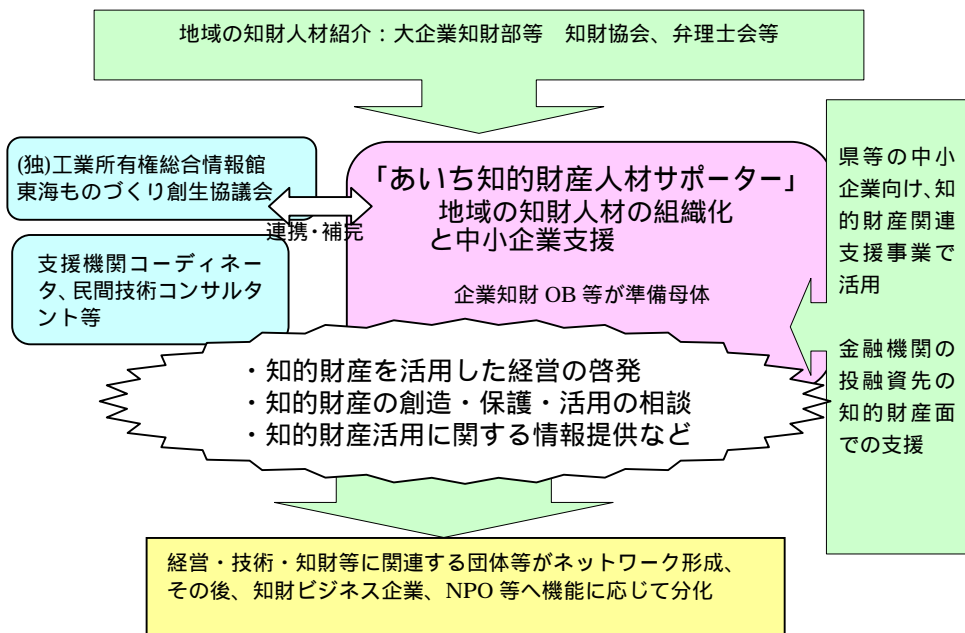 地域の知財人材紹介：大企業知財部等　知財協会、弁理士会等
(独)工業所有権総合情報館
東海ものづくり創生協議会
連携・補完
支援機関コーディネー
タ、民間技術コンサルタ
ント等
「あいち知的財産人材サポーター」
地域の知財人材の組織化
と中小企業支援
企業知財 OB 等が準備母体
県等の中小
企業向け、知
的財産関連
支援事業で
活用
金融機関の
投融資先の
知的財産面
での支援
・知的財産を活用した経営の啓発
・知的財産の創造・保護・活用の相談
・知的財産活用に関する情報提供など
経営・技術・知財等に関連する団体等がネットワーク形成、
その後、知財ビジネス企業、NPO 等へ機能に応じて分化